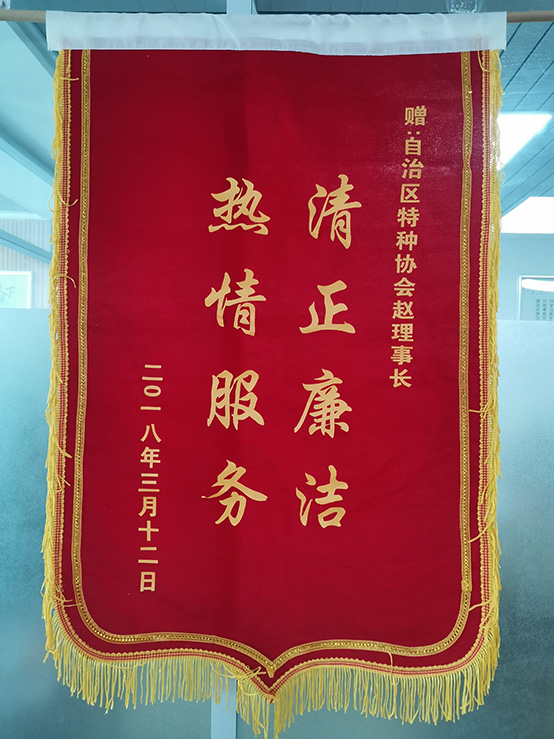 赠:自治区特种协会赵理事长
清正廉洁
热情服务
二〇一八年三月十二日